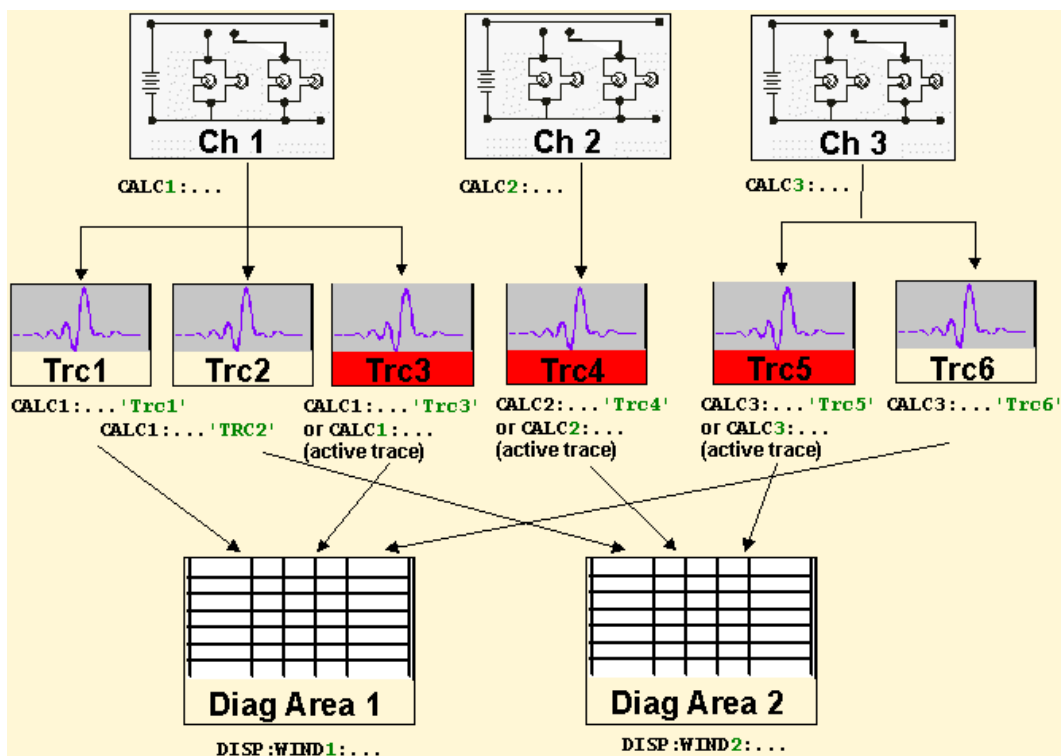 Ch 1
Ch 2
Ch 3
CALC1:...
CALC2:...
CALC3:...
Trc1
Trc2
Trc3
Trc4
Trc5
Trc6
CALC1:...'Trc1'
CALC1:...'TRC2'
CALC1:...'Trc3'
or CALC1:...
(active trace)
CALC2:...'Trc4'
or CALC2:...
(active trace)
CALC3:...'Trc5'
or CALC3:...
(active trace)
CALC3:...'Trc6'
Diag Area 1
Diag Area 2
DISP:WIND1:...
DISP:WIND2:...